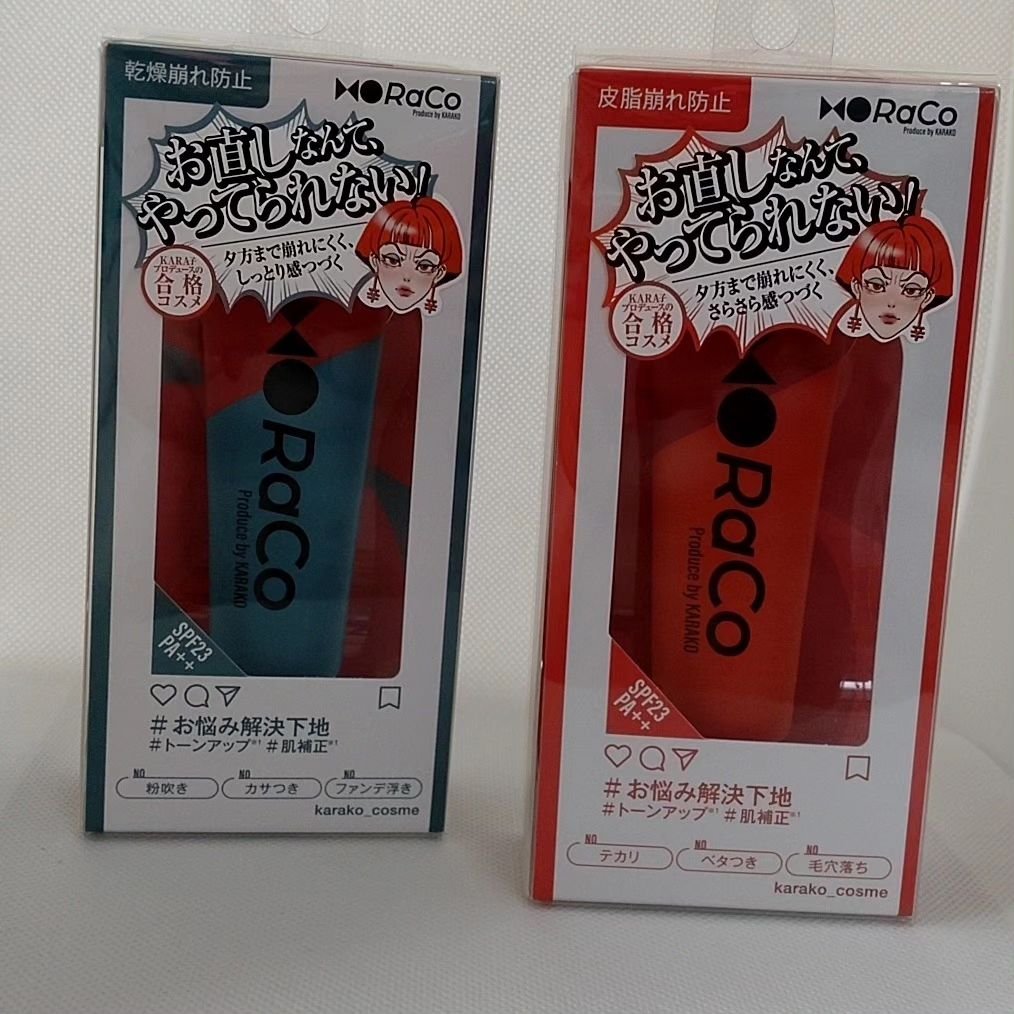 乾燥崩れ防止
MORaCo
Produce by KARAKO
お直しなんて、
やってられない!
夕方まで崩れにくく、
しっとり感つづく
KARA子
プロデュースの
合格
コスメ
MORaCo
Produce by KARAKO
SPF23
PA++
#お悩み解決下地
#トーンアップ※1 #肌補正※1
NO 粉吹き
NO カサつき
NO ファンデ浮き
karako_cosme
皮脂崩れ防止
MORaCo
Produce by KARAKO
お直しなんて、
やってられない!
夕方まで崩れにくく、
さらさら感つづく
KARA子
プロデュースの
合格
コスメ
MORaCo
Produce by KARAKO
SPF23
PA++
#お悩み解決下地
#トーンアップ※1 #肌補正※1
NO テカリ
NO ベタつき
NO 毛穴落ち
karako_cosme